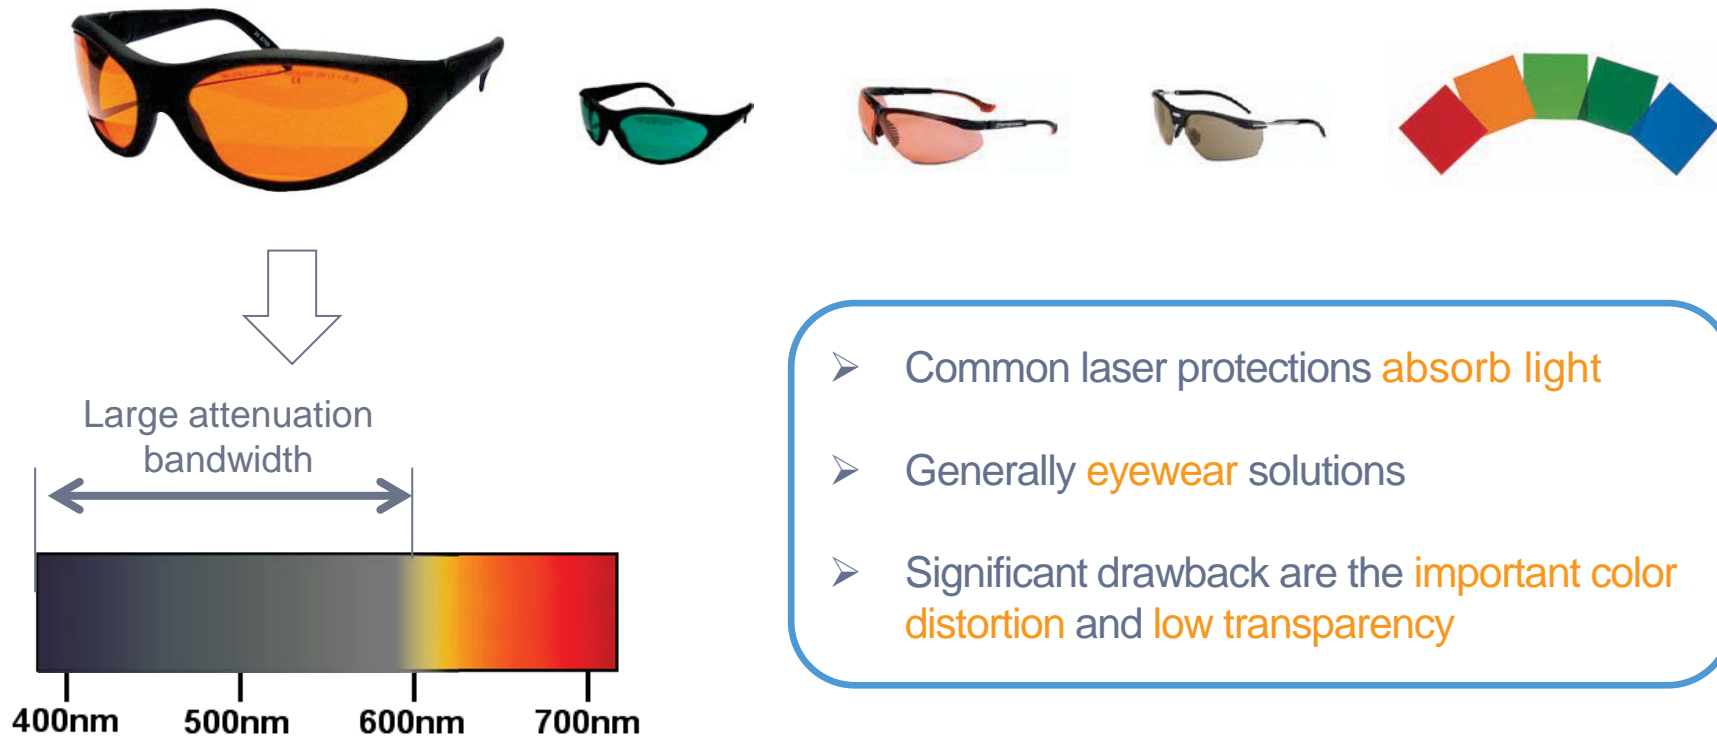 Large attenuation
bandwidth
400nm 500nm 600nm 700nm
➢ Common laser protections absorb light
➢ Generally eyewear solutions
➢ Significant drawback are the important color
distortion and low transparency